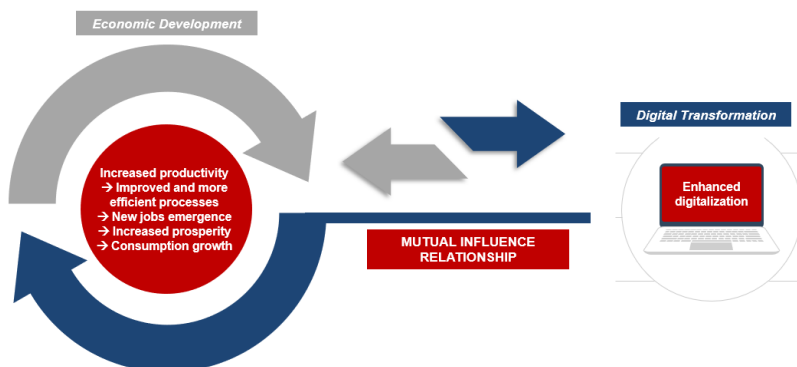 Economic Development
Increased productivity
→ Improved and more
efficient processes
→ New jobs emergence
→ Increased prosperity
→ Consumption growth
MUTUAL INFLUENCE
RELATIONSHIP
Digital Transformation
Enhanced
digitalization